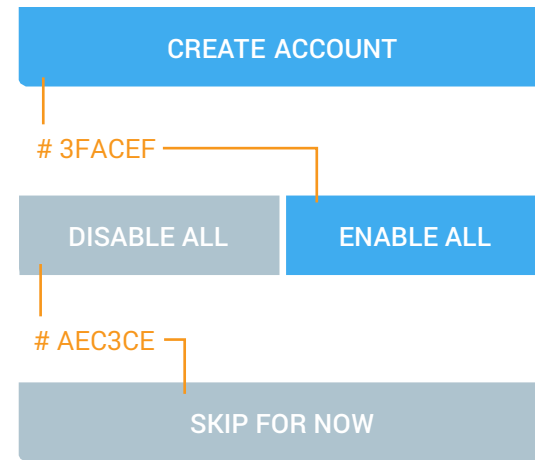 CREATE ACCOUNT
# 3FACEF
DISABLE ALL ENABLE ALL
# AEC3CE
SKIP FOR NOW